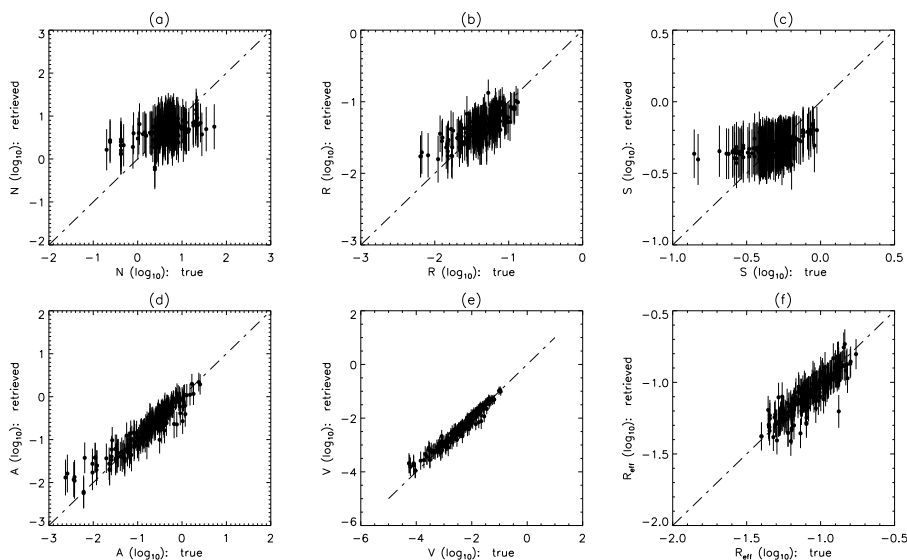 (a)
3
2
1
0
−1
−2
N (log10): retrieved
−2 −1 0 1 2 3
N (log10): true
(b)
0
−1
−2
−3
R (log10): retrieved
−3 −2 −1 0
R (log10): true
(c)
0.5
−0.0
−0.5
−1.0
S (log10): retrieved
−1.0 −0.5 −0.0 0.5
S (log10): true
(d)
2
1
0
−1
−2
−3
A (log10): retrieved
−3 −2 −1 0 1 2
A (log10): true
(e)
2
0
−2
−4
−6
V (log10): retrieved
−6 −4 −2 0 2
V (log10): true
(f)
−0.5
−1.0
−1.5
−2.0
Reff (log10): retrieved
−2.0 −1.5 −1.0 −0.5
Reff (log10): true